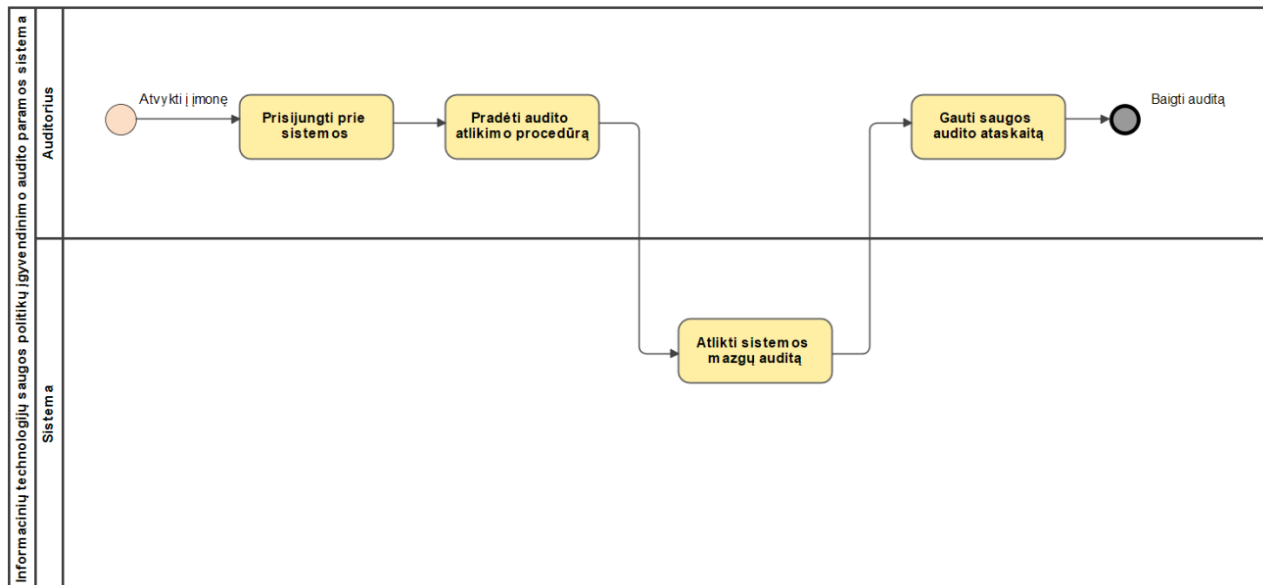 Informacinių technologijų saugos politikų įgyvendinimo audito paramos sistema
Auditorius
Atvykti į įmonę
Prisijungti prie
sistemos
Pradėti audito
atlikimo procedūrą
Gauti saugos
audito ataskaitą
Baigti auditą
Sistema
Atlikti sistemos
mazgų auditą